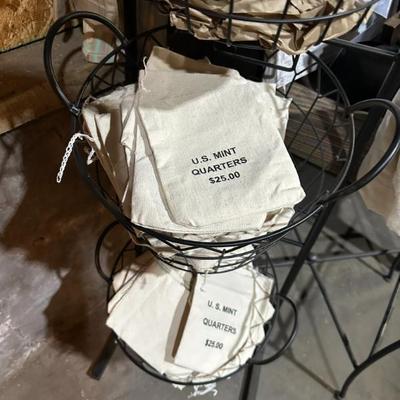 U.S. MINT
QUARTERS
$25.00
U.S. MINT
QUARTERS
$25.00